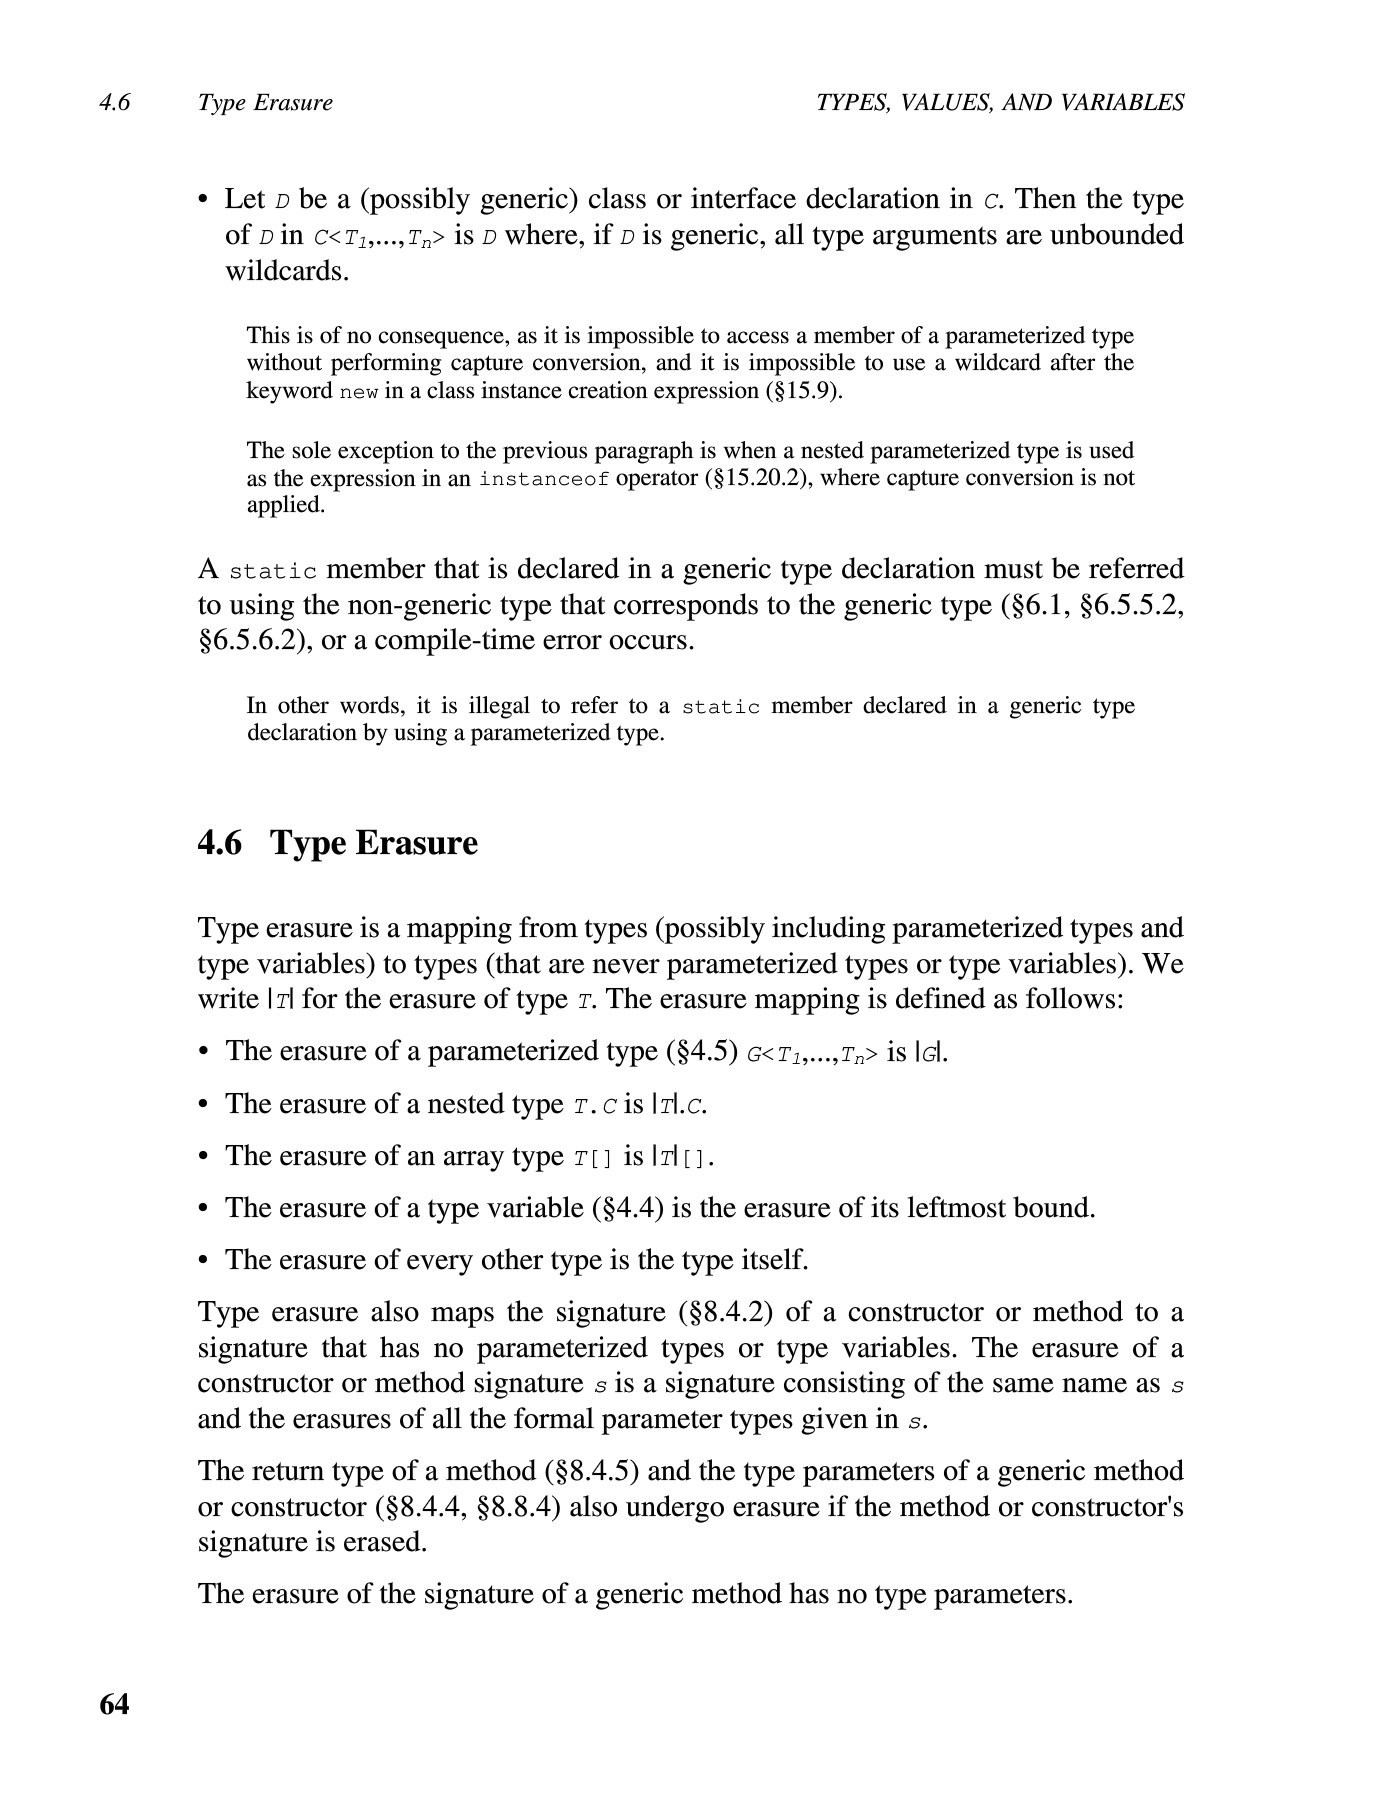 4.6 Type Erasure TYPES, VALUES, AND VARIABLES
• Let D be a (possibly generic) class or interface declaration in C. Then the type
of D in C<T1,...,Tn> is D where, if D is generic, all type arguments are unbounded
wildcards.
This is of no consequence, as it is impossible to access a member of a parameterized type
without performing capture conversion, and it is impossible to use a wildcard after the
keyword new in a class instance creation expression (§15.9).
The sole exception to the previous paragraph is when a nested parameterized type is used
as the expression in an instanceof operator (§15.20.2), where capture conversion is not
applied.
A static member that is declared in a generic type declaration must be referred
to using the non-generic type that corresponds to the generic type (§6.1, §6.5.5.2,
§6.5.6.2), or a compile-time error occurs.
In other words, it is illegal to refer to a static member declared in a generic type
declaration by using a parameterized type.
4.6 Type Erasure
Type erasure is a mapping from types (possibly including parameterized types and
type variables) to types (that are never parameterized types or type variables). We
write |T| for the erasure of type T. The erasure mapping is defined as follows:
• The erasure of a parameterized type (§4.5) G<T1,...,Tn> is |G|.
• The erasure of a nested type T.C is |T|.C.
• The erasure of an array type T[] is |T|[].
• The erasure of a type variable (§4.4) is the erasure of its leftmost bound.
• The erasure of every other type is the type itself.
Type erasure also maps the signature (§8.4.2) of a constructor or method to a
signature that has no parameterized types or type variables. The erasure of a
constructor or method signature s is a signature consisting of the same name as s
and the erasures of all the formal parameter types given in s.
The return type of a method (§8.4.5) and the type parameters of a generic method
or constructor (§8.4.4, §8.8.4) also undergo erasure if the method or constructor's
signature is erased.
The erasure of the signature of a generic method has no type parameters.
64